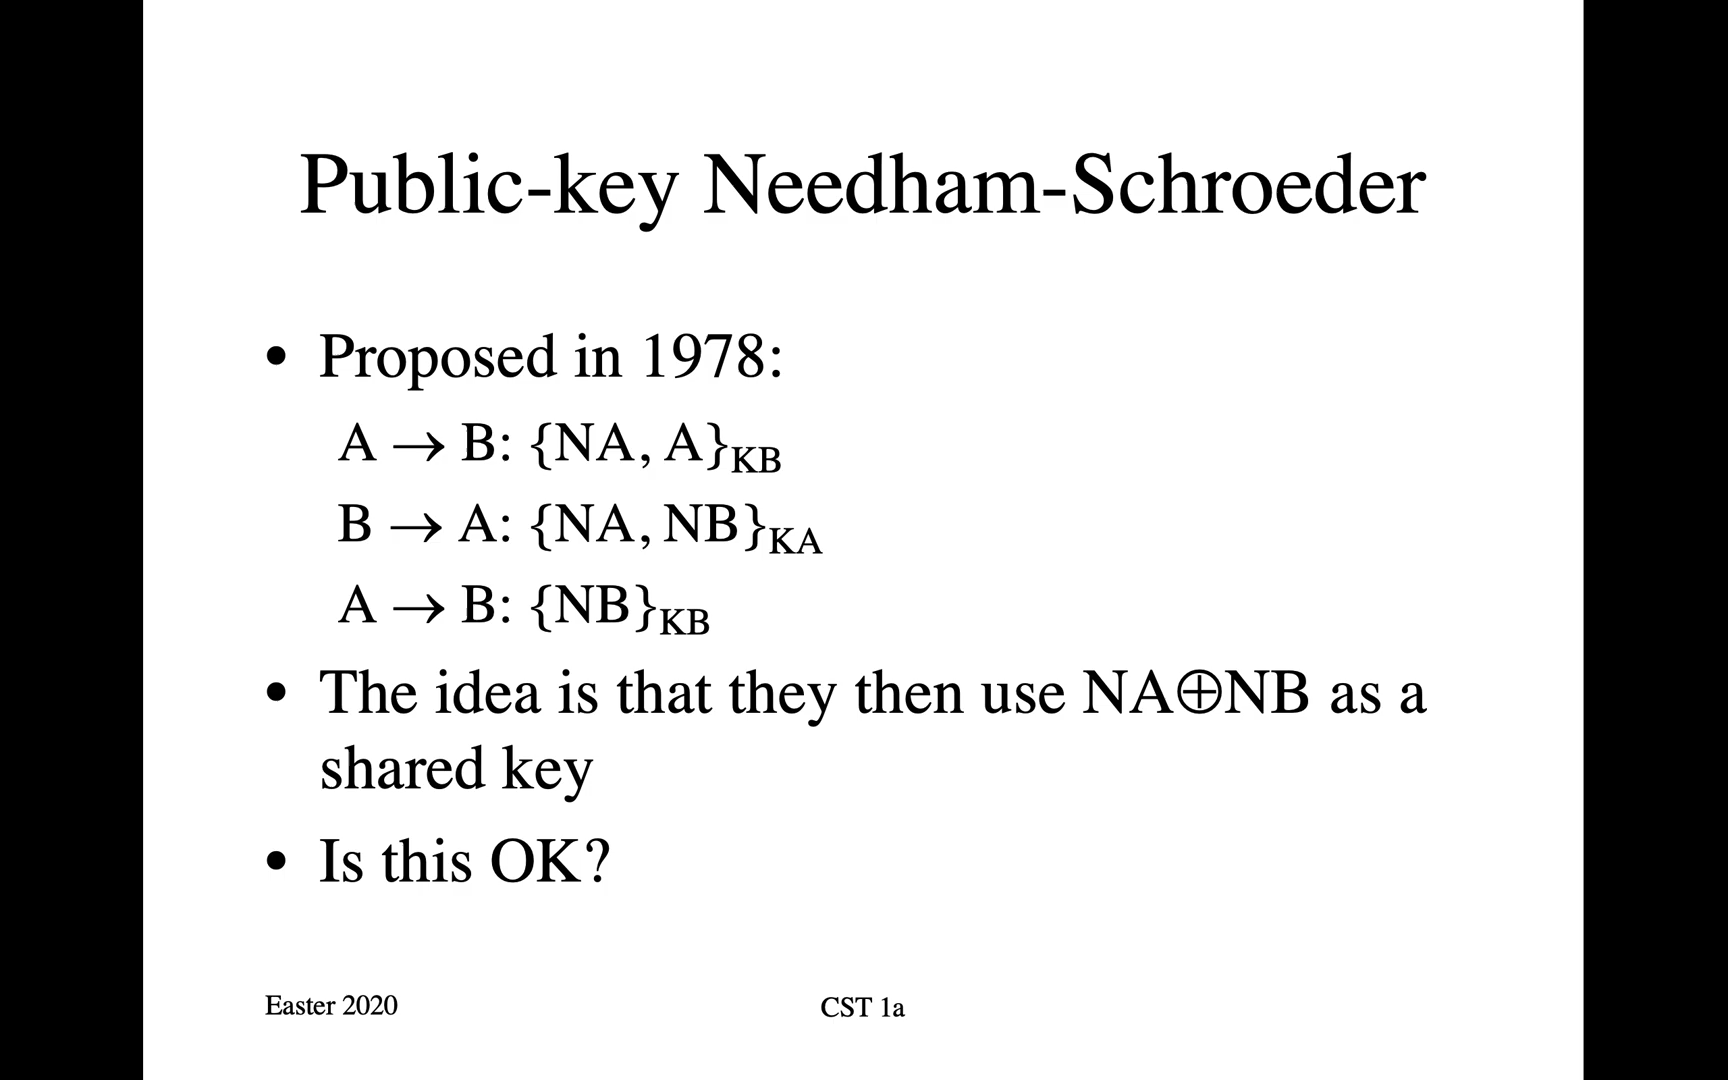 Public-key Needham-Schroeder
• Proposed in 1978:
A → B: {NA, A}KB
B → A: {NA, NB}KA
A → B: {NB}KB
• The idea is that they then use NA⊕NB as a
shared key
• Is this OK?
Easter 2020 CST 1a